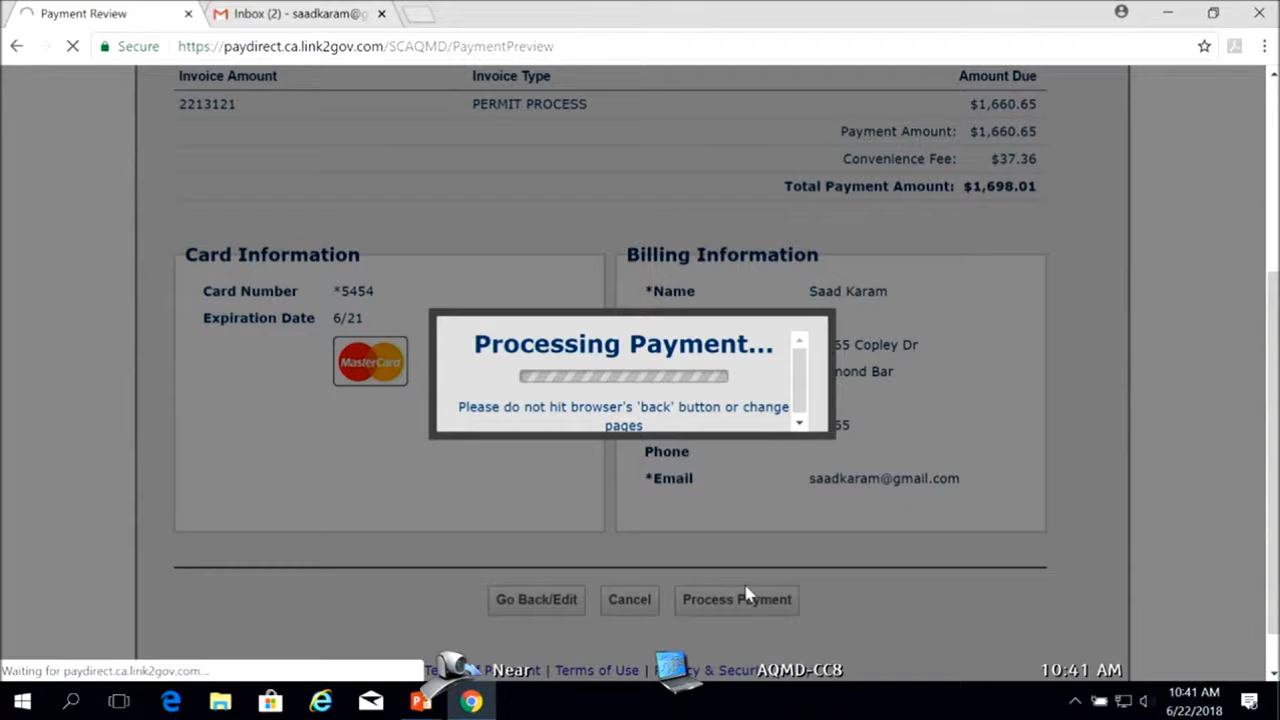 Payment Review
Inbox (2) - saadkaram@g
Secure https://paydirect.ca.link2gov.com/SCAQMD/PaymentPreview
Invoice Amount Invoice Type Amount Due
2213121 PERMIT PROCESS $1,660.65
Payment Amount: $1,660.65
Convenience Fee: $37.36
Total Payment Amount: $1,698.01
Card Information
Card Number *5454
Expiration Date 6/21
MasterCard
Billing Information
*Name Saad Karam
65 Copley Dr
mond Bar
65
Phone
*Email saadkaram@gmail.com
Processing Payment...
Please do not hit browser's 'back' button or change
pages
Go Back/Edit Cancel Process Payment
Waiting for paydirect.ca.link2gov.com...
Near
Terms of Use
AQMD-CC8
10:41 AM
10:41 AM
6/22/2018